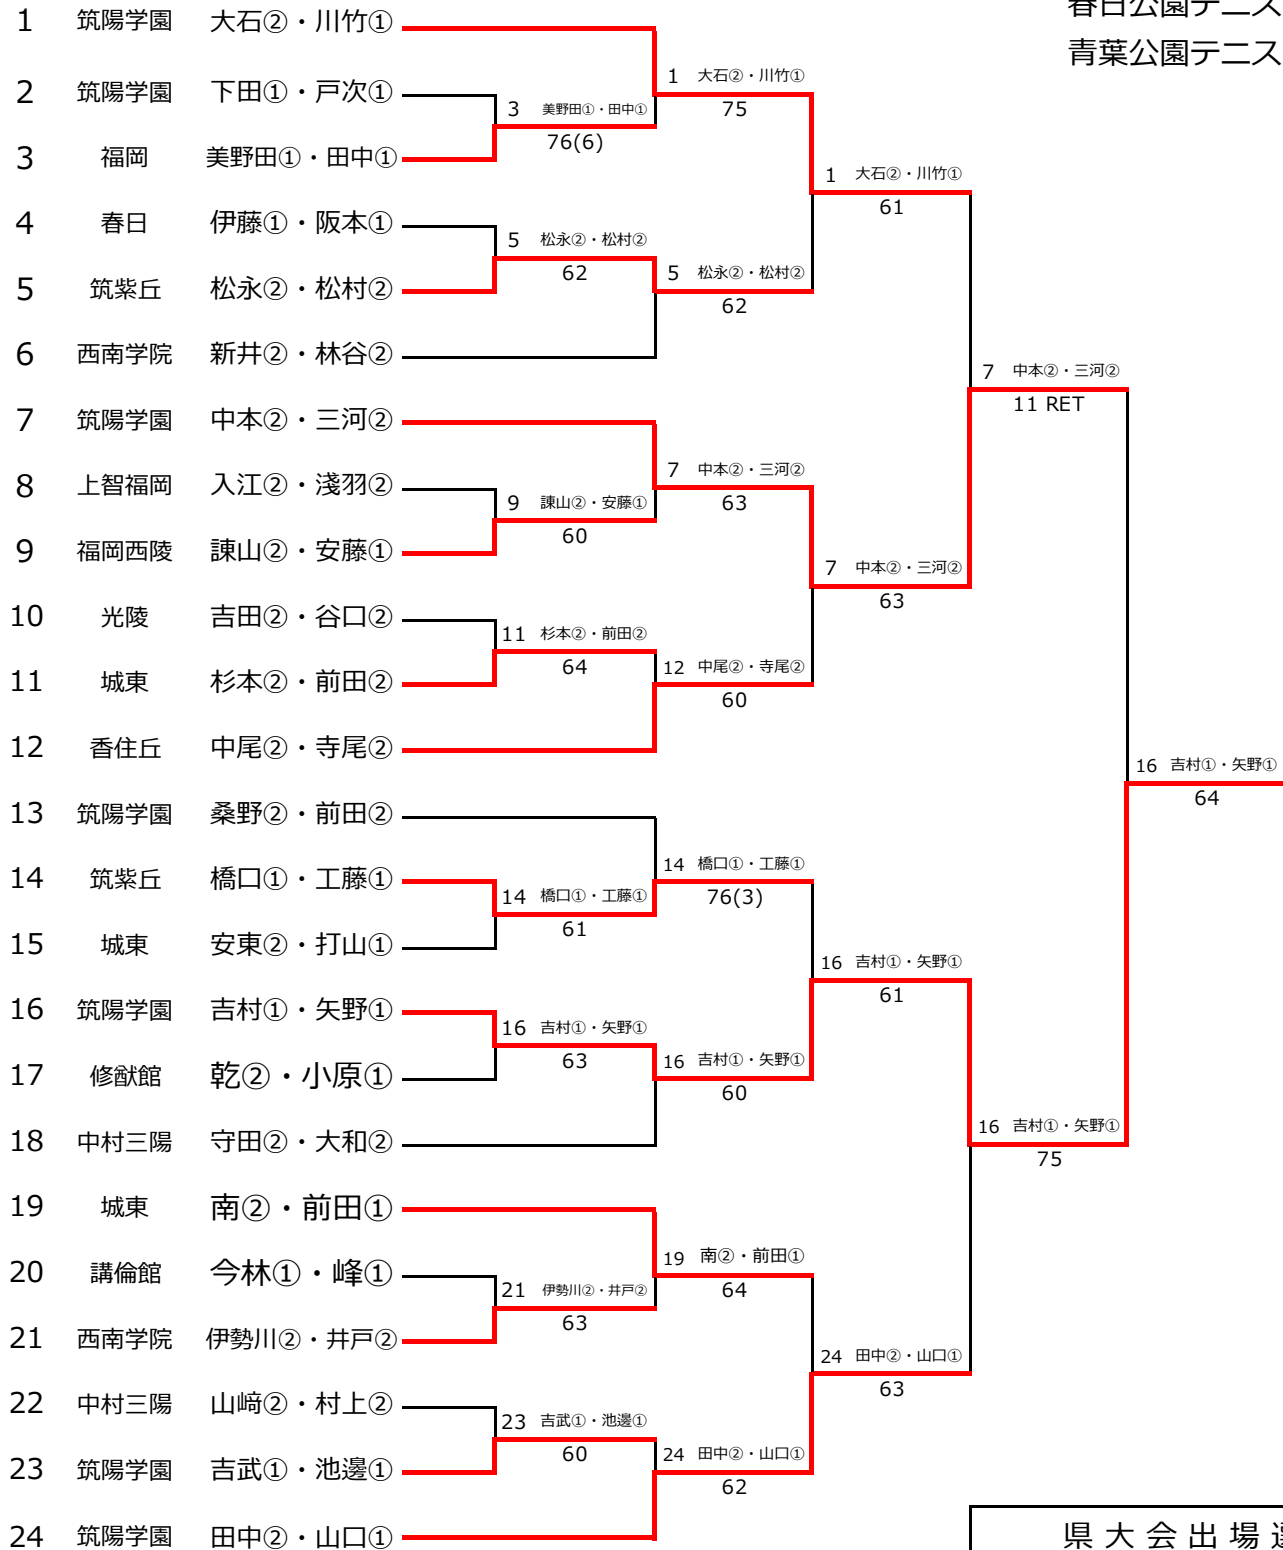 春日公園テニス
青葉公園テニス
1 筑陽学園 大石②・川竹①
2 筑陽学園 下田①・戸次①
3 福岡 美野田①・田中①
4 春日 伊藤①・阪本①
5 筑紫丘 松永②・松村②
6 西南学院 新井②・林谷②
7 筑陽学園 中本②・三河②
8 上智福岡 入江②・淺羽②
9 福岡西陵 諌山②・安藤①
10 光陵 吉田②・谷口②
11 城東 杉本②・前田②
12 香住丘 中尾②・寺尾②
13 筑陽学園 桑野②・前田②
14 筑紫丘 橋口①・工藤①
15 城東 安東②・打山①
16 筑陽学園 吉村①・矢野①
17 修猷館 乾②・小原①
18 中村三陽 守田②・大和②
19 城東 南②・前田①
20 講倫館 今林①・峰①
21 西南学院 伊勢川②・井戸②
22 中村三陽 山﨑②・村上②
23 筑陽学園 吉武①・池邊①
24 筑陽学園 田中②・山口①
3 美野田①・田中①
76(6)
5 松永②・松村②
62
9 諌山②・安藤①
60
11 杉本②・前田②
64
14 橋口①・工藤①
61
16 吉村①・矢野①
63
21 伊勢川②・井戸②
63
23 吉武①・池邊①
60
1 大石②・川竹①
75
5 松永②・松村②
62
7 中本②・三河②
63
12 中尾②・寺尾②
60
14 橋口①・工藤①
76(3)
16 吉村①・矢野①
60
19 南②・前田①
64
24 田中②・山口①
62
1 大石②・川竹①
61
7 中本②・三河②
63
16 吉村①・矢野①
61
24 田中②・山口①
63
7 中本②・三河②
11 RET
16 吉村①・矢野①
75
16 吉村①・矢野①
64
県大会出場